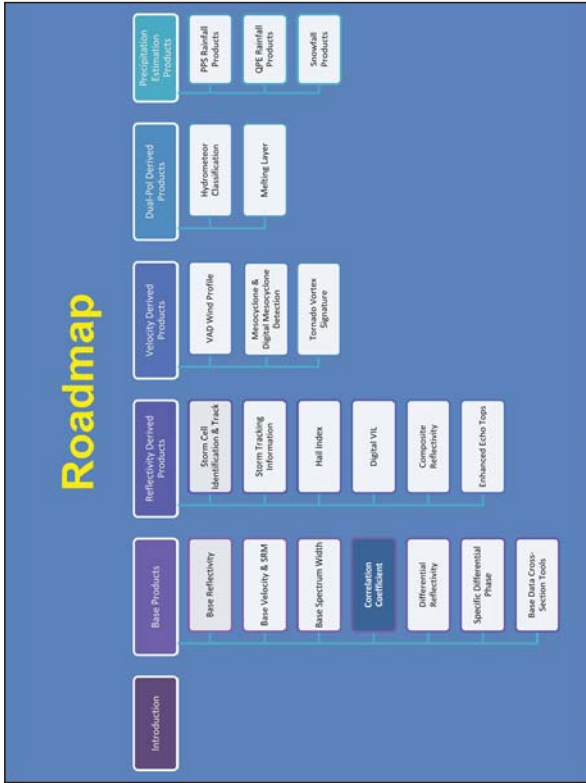 Roadmap
Introduction
Base Products
Base Reflectivity
Base Velocity & SRM
Base Spectrum Width
Correlation
Coefficient
Differential
Reflectivity
Specific Differential
Phase
Base Data Cross-
Section Tools
Reflectivity Derived
Products
Storm Cell
Identification & Track
Storm Tracking
Information
Hail Index
Digital VIL
Composite
Reflectivity
Enhanced Echo Tops
Velocity Derived
Products
VAD Wind Profile
Mesocyclone &
Digital Mesocyclone
Detection
Tornado Vortex
Signature
Dual-Pol Derived
Products
Hydrometeor
Classification
Melting Layer
Precipitation
Estimation
Products
PPS Rainfall
Products
QPE Rainfall
Products
Snowfall
Products